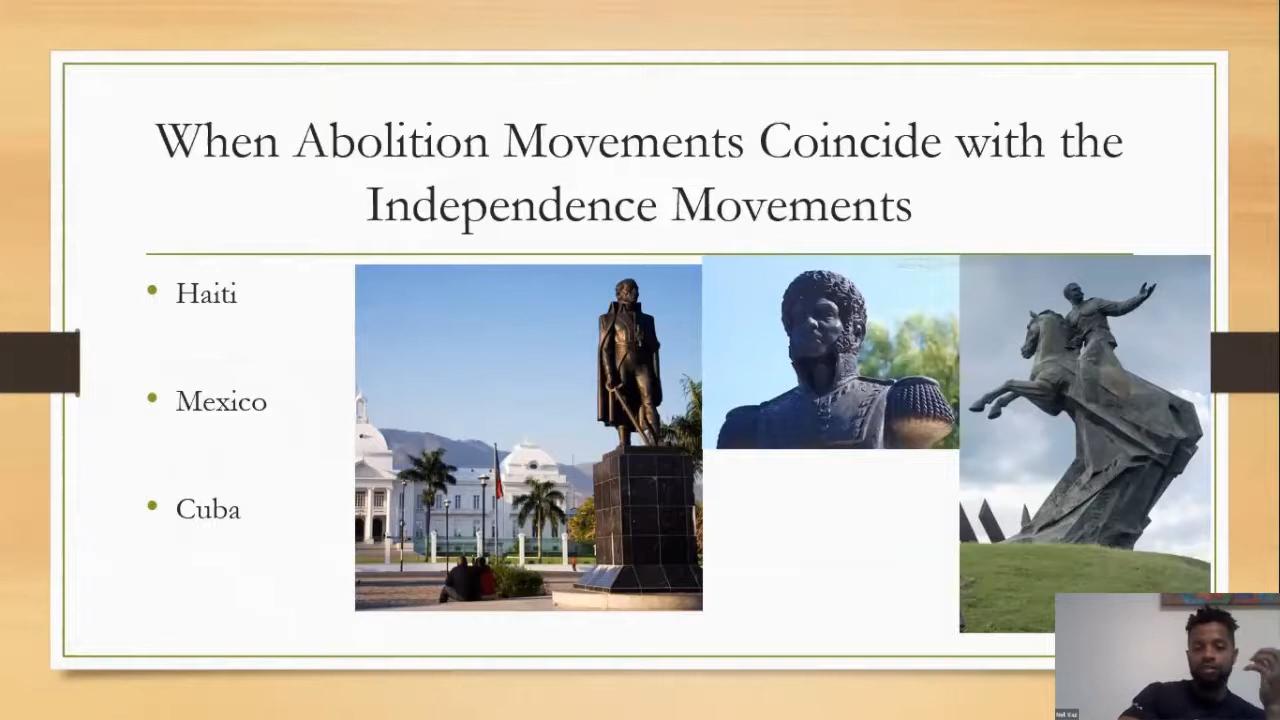 When Abolition Movements Coincide with the
Independence Movements
Haiti
Mexico
Cuba